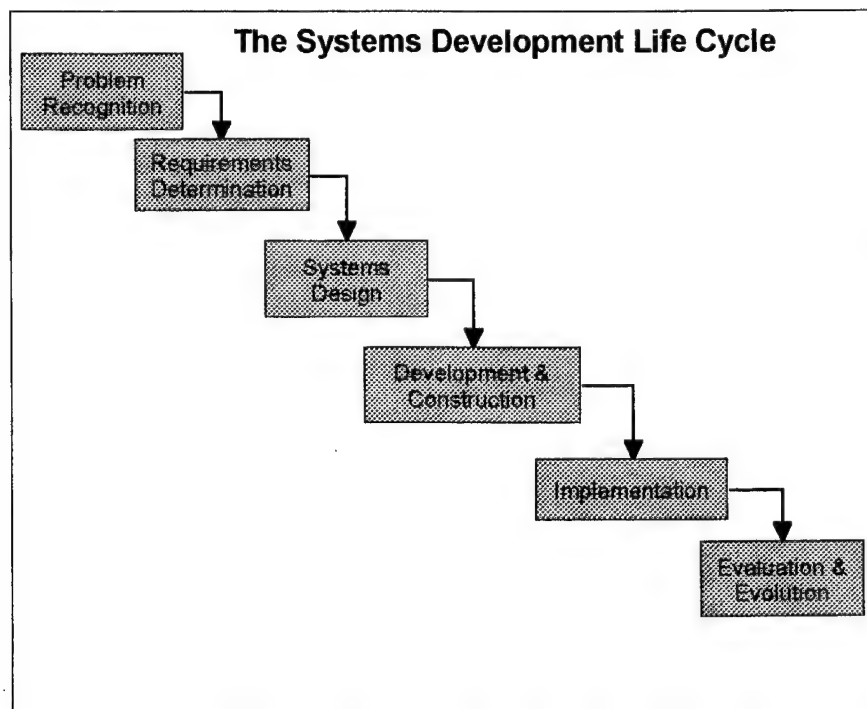 The Systems Development Life Cycle
Problem
Recognition
Requirements
Determination
Systems
Design
Development &
Construction
Implementation
Evaluation &
Evolution